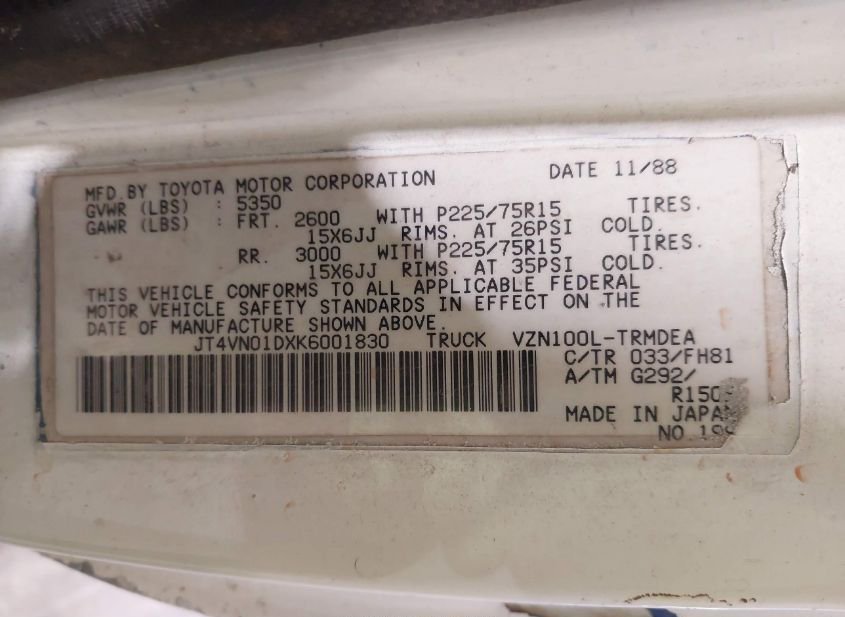 MFD. BY TOYOTA MOTOR CORPORATION DATE 11/88
GVWR (LBS) : 5350
GAWR (LBS) : FRT. 2600 WITH P225/75R15 TIRES.
15X6JJ RIMS. AT 26PSI COLD.
RR. 3000 WITH P225/75R15 TIRES.
15X6JJ RIMS. AT 35PSI COLD.
THIS VEHICLE CONFORMS TO ALL APPLICABLE FEDERAL
MOTOR VEHICLE SAFETY STANDARDS IN EFFECT ON THE
DATE OF MANUFACTURE SHOWN ABOVE.
JT4VN01DXK6001830 TRUCK VZN100L-TRMDEA
C/TR 033/FH81
A/TM G292/
MADE IN JAPAN
NO.